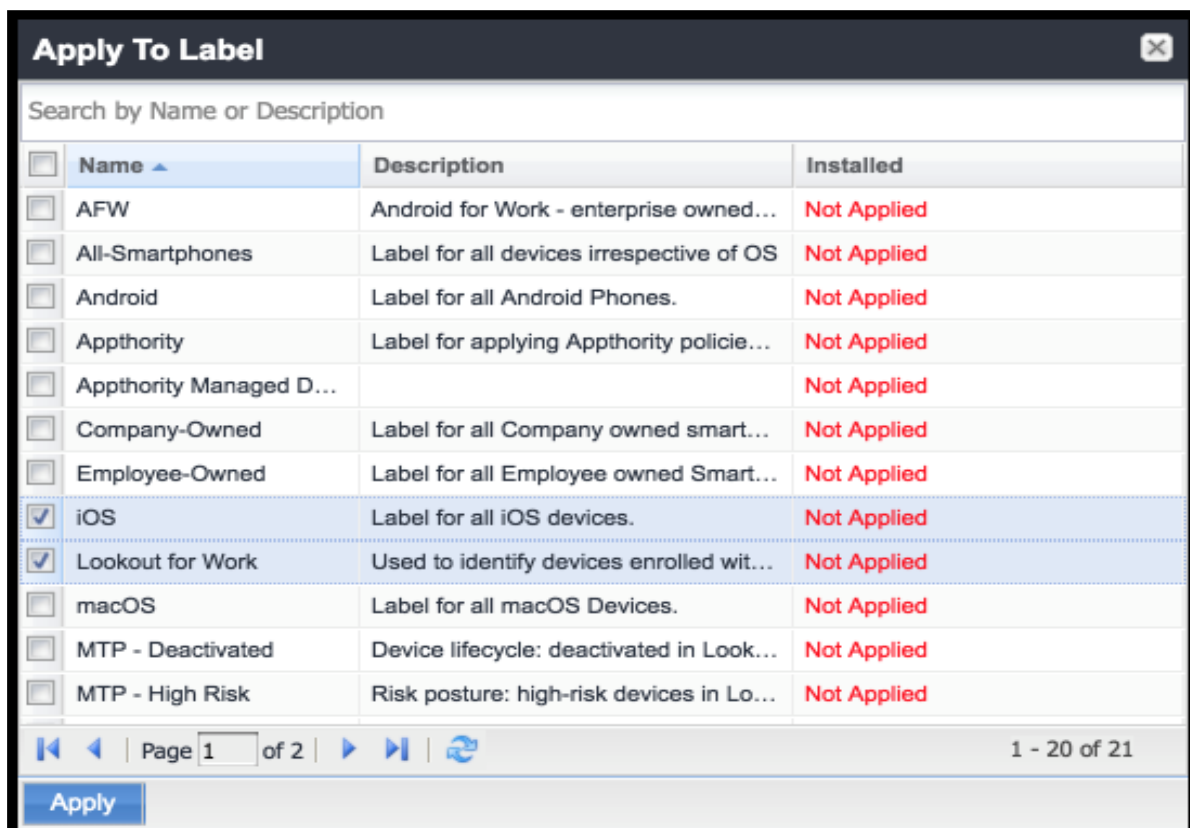 Apply To Label
Search by Name or Description
Name Description Installed
AFW Android for Work - enterprise owned... Not Applied
All-Smartphones Label for all devices irrespective of OS Not Applied
Android Label for all Android Phones. Not Applied
Appthority Label for applying Appthority policie... Not Applied
Appthority Managed D... Not Applied
Company-Owned Label for all Company owned smart... Not Applied
Employee-Owned Label for all Employee owned Smart... Not Applied
iOS Label for all iOS devices. Not Applied
Lookout for Work Used to identify devices enrolled wit... Not Applied
macOS Label for all macOS Devices. Not Applied
MTP - Deactivated Device lifecycle: deactivated in Look... Not Applied
MTP - High Risk Risk posture: high-risk devices in Lo... Not Applied
Page 1 of 2 1 - 20 of 21
Apply